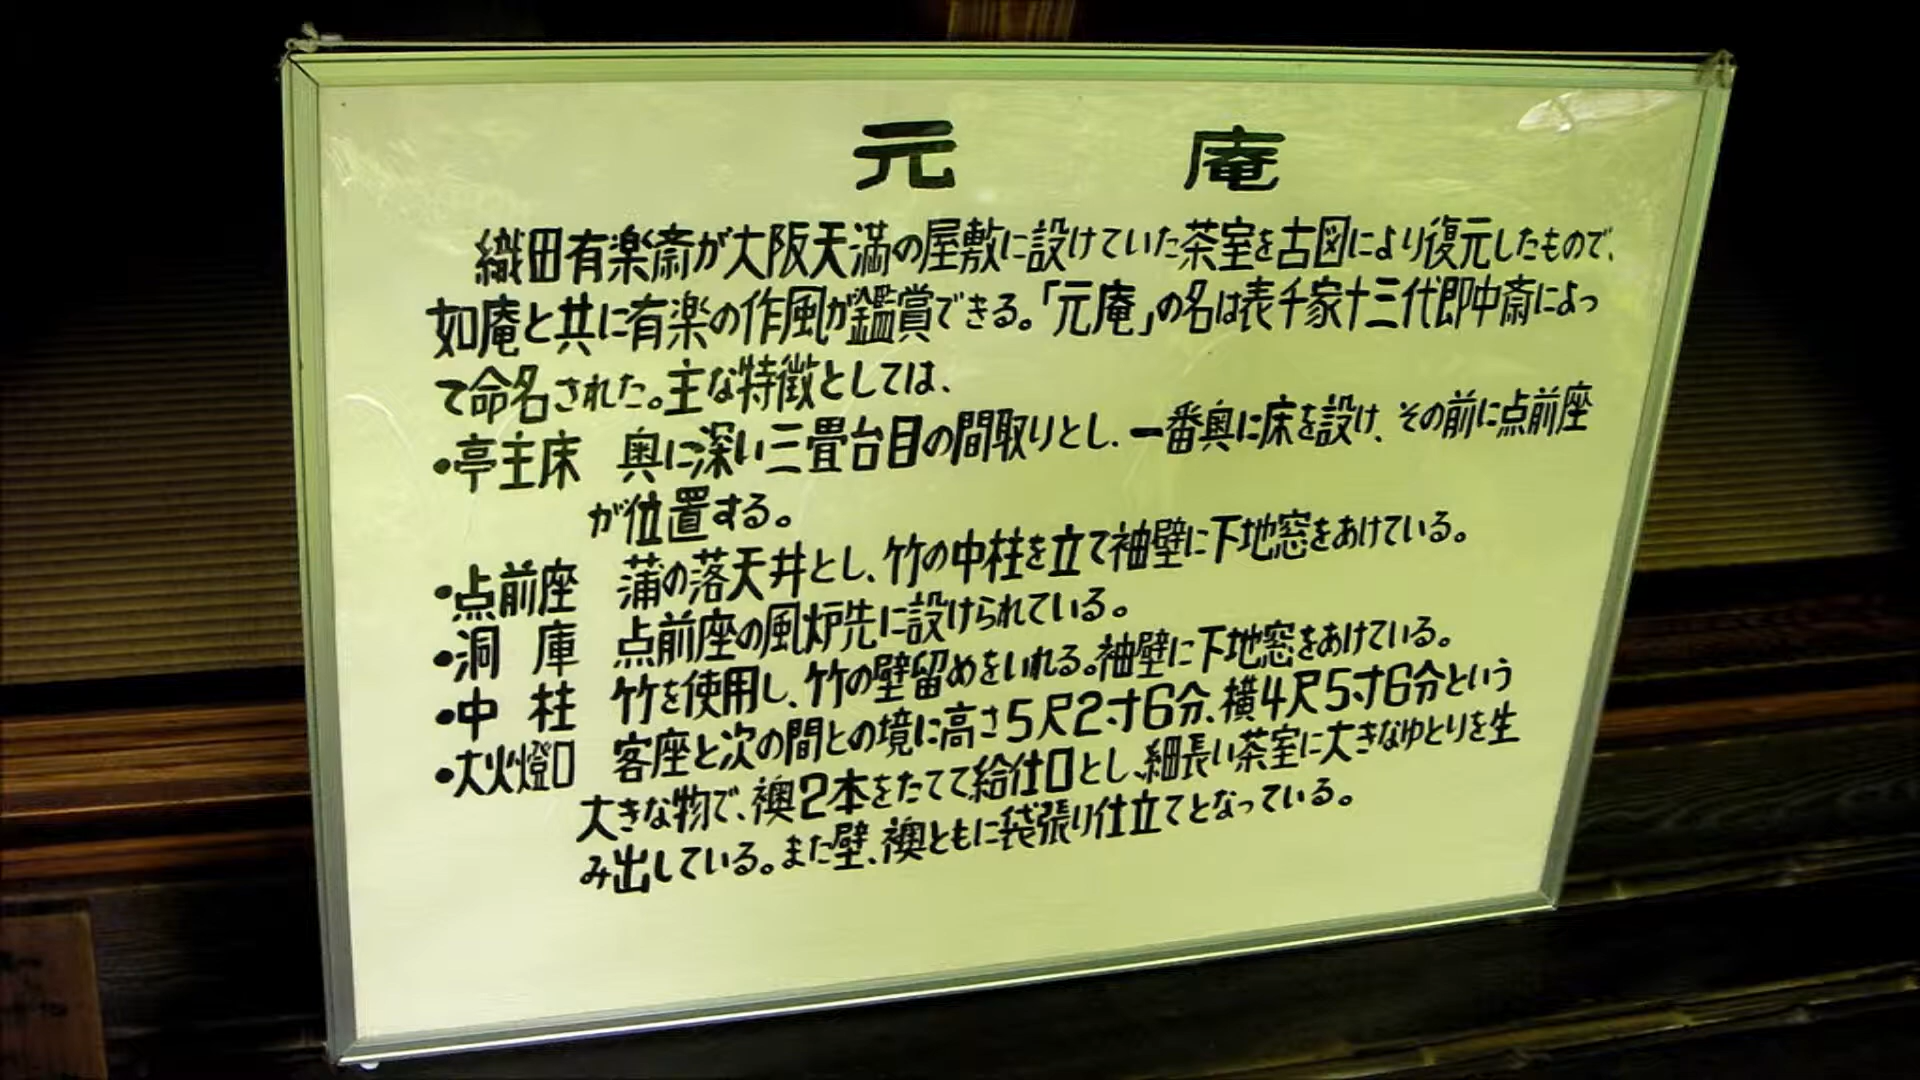 元 庵
織田有楽斎が大阪天満の屋敷に設けていた茶室を古図により復元したもので、
如庵と共に有楽の作風が鑑賞できる。「元庵」の名は表千家十三代即中斎によっ
て命名された。主な特徴としては、
・亭主床 奥に深い三畳台目の間取りとし、一番奥に床を設け、その前に点前座
が位置する。
・点前座 蒲の落天井とし、竹の中柱を立て袖壁に下地窓をあけている。
・洞 庫 点前座の風炉先に設けられている。
・中 柱 竹を使用し、竹の壁留めをいれる。袖壁に下地窓をあけている。
・大火燈口 客座と次の間との境に高さ5尺2寸6分、横4尺5寸6分という
大きな物で、襖2本をたてて給仕口とし、細長い茶室に大きなゆとりを生
み出している。また壁、襖ともに袋張り仕立てとなっている。